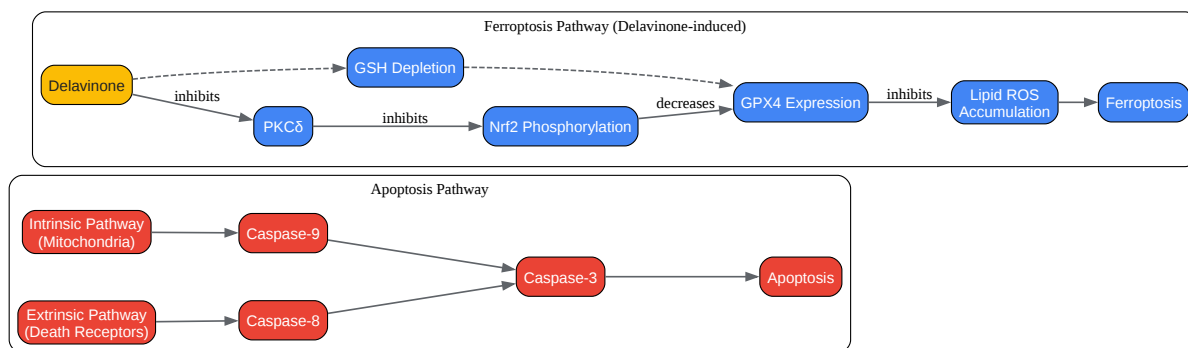 Ferroptosis Pathway (Delavinone-induced)
Delavinone
inhibits
GSH Depletion
PKCδ
inhibits
Nrf2 Phosphorylation
decreases
GPX4 Expression
inhibits
Lipid ROS
Accumulation
Ferroptosis
Apoptosis Pathway
Intrinsic Pathway
(Mitochondria)
Caspase-9
Extrinsic Pathway
(Death Receptors)
Caspase-8
Caspase-3
Apoptosis